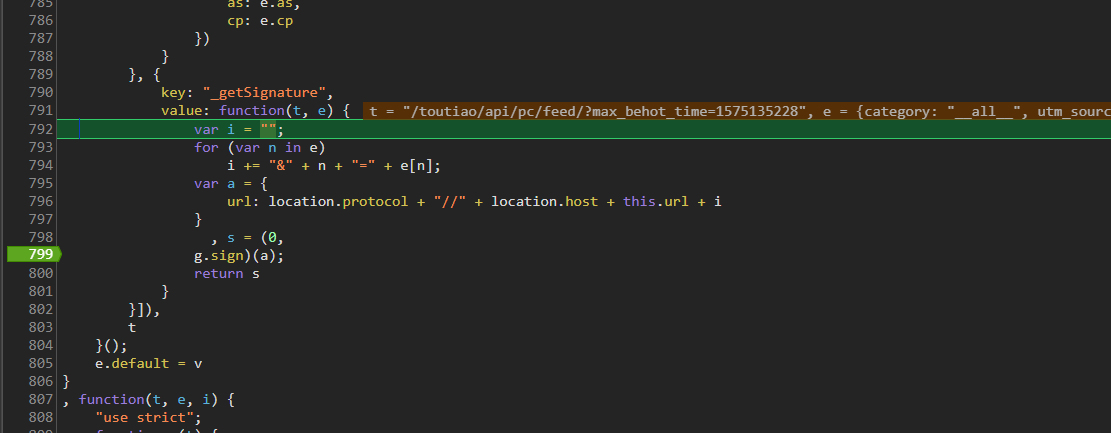 785 as: e.as,
786 cp: e.cp
787 })
788 }
789 }, {
790 key: "_getSignature",
791 value: function(t, e) { t = "/toutiao/api/pc/feed/?max_behot_time=1575135228", e = {category: "__all__", utm_sourc
792 var i = "";
793 for (var n in e)
794 i += "&" + n + "=" + e[n];
795 var a = {
796 url: location.protocol + "//" + location.host + this.url + i
797 }
798 , s = (0,
799 g.sign)(a);
800 return s
801 }
802 }]),
803 t
804 }();
805 e.default = v
806 }
807 , function(t, e, i) {
808 "use strict";